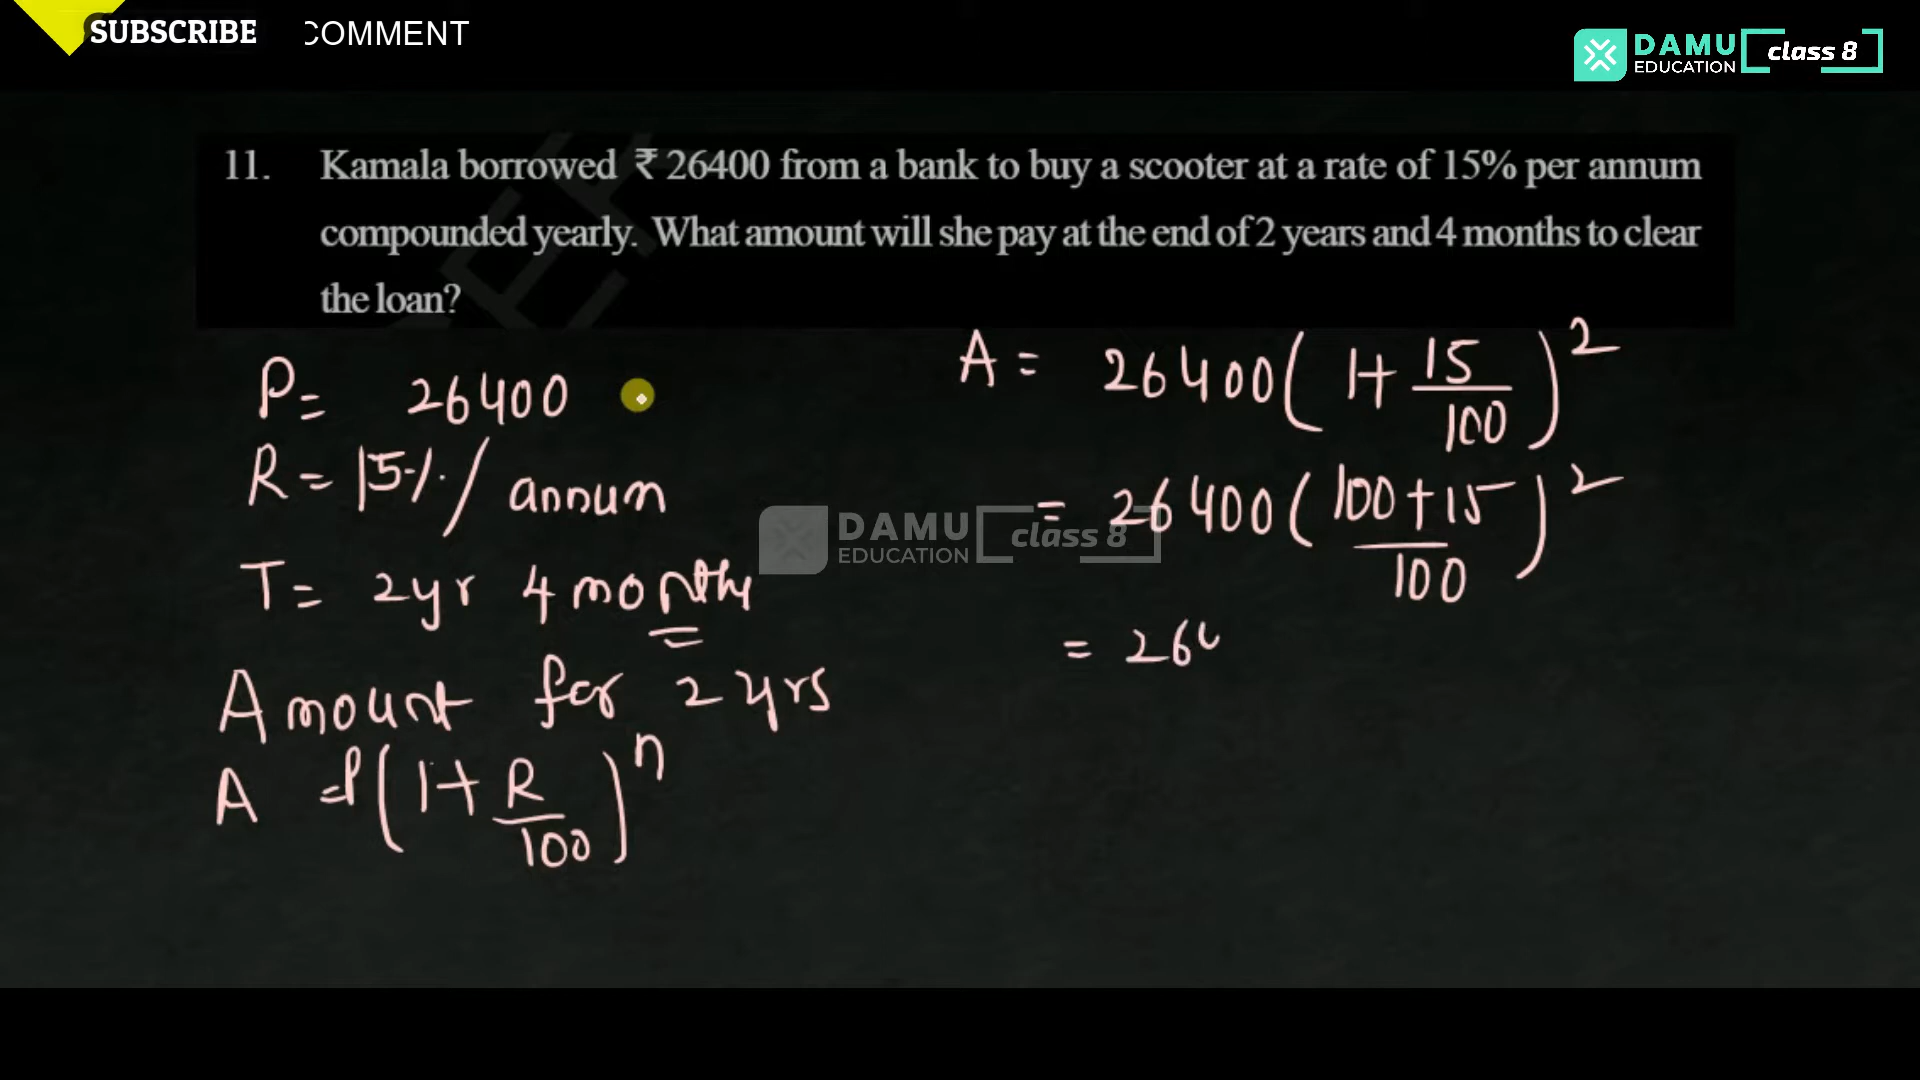 SUBSCRIBE COMMENT
DAMU EDUCATION class 8
11. Kamala borrowed ₹ 26400 from a bank to buy a scooter at a rate of 15% per annum
compounded yearly. What amount will she pay at the end of 2 years and 4 months to clear
the loan?
P= 26400
R = 15% / annum
T= 2yr 4 months
Amount for 2 yrs
A = P(1+ R/100)^n
A = 26400(1+ 15/100)^2
= 26400(100+15/100)^2
DAMU EDUCATION class 8
= 26